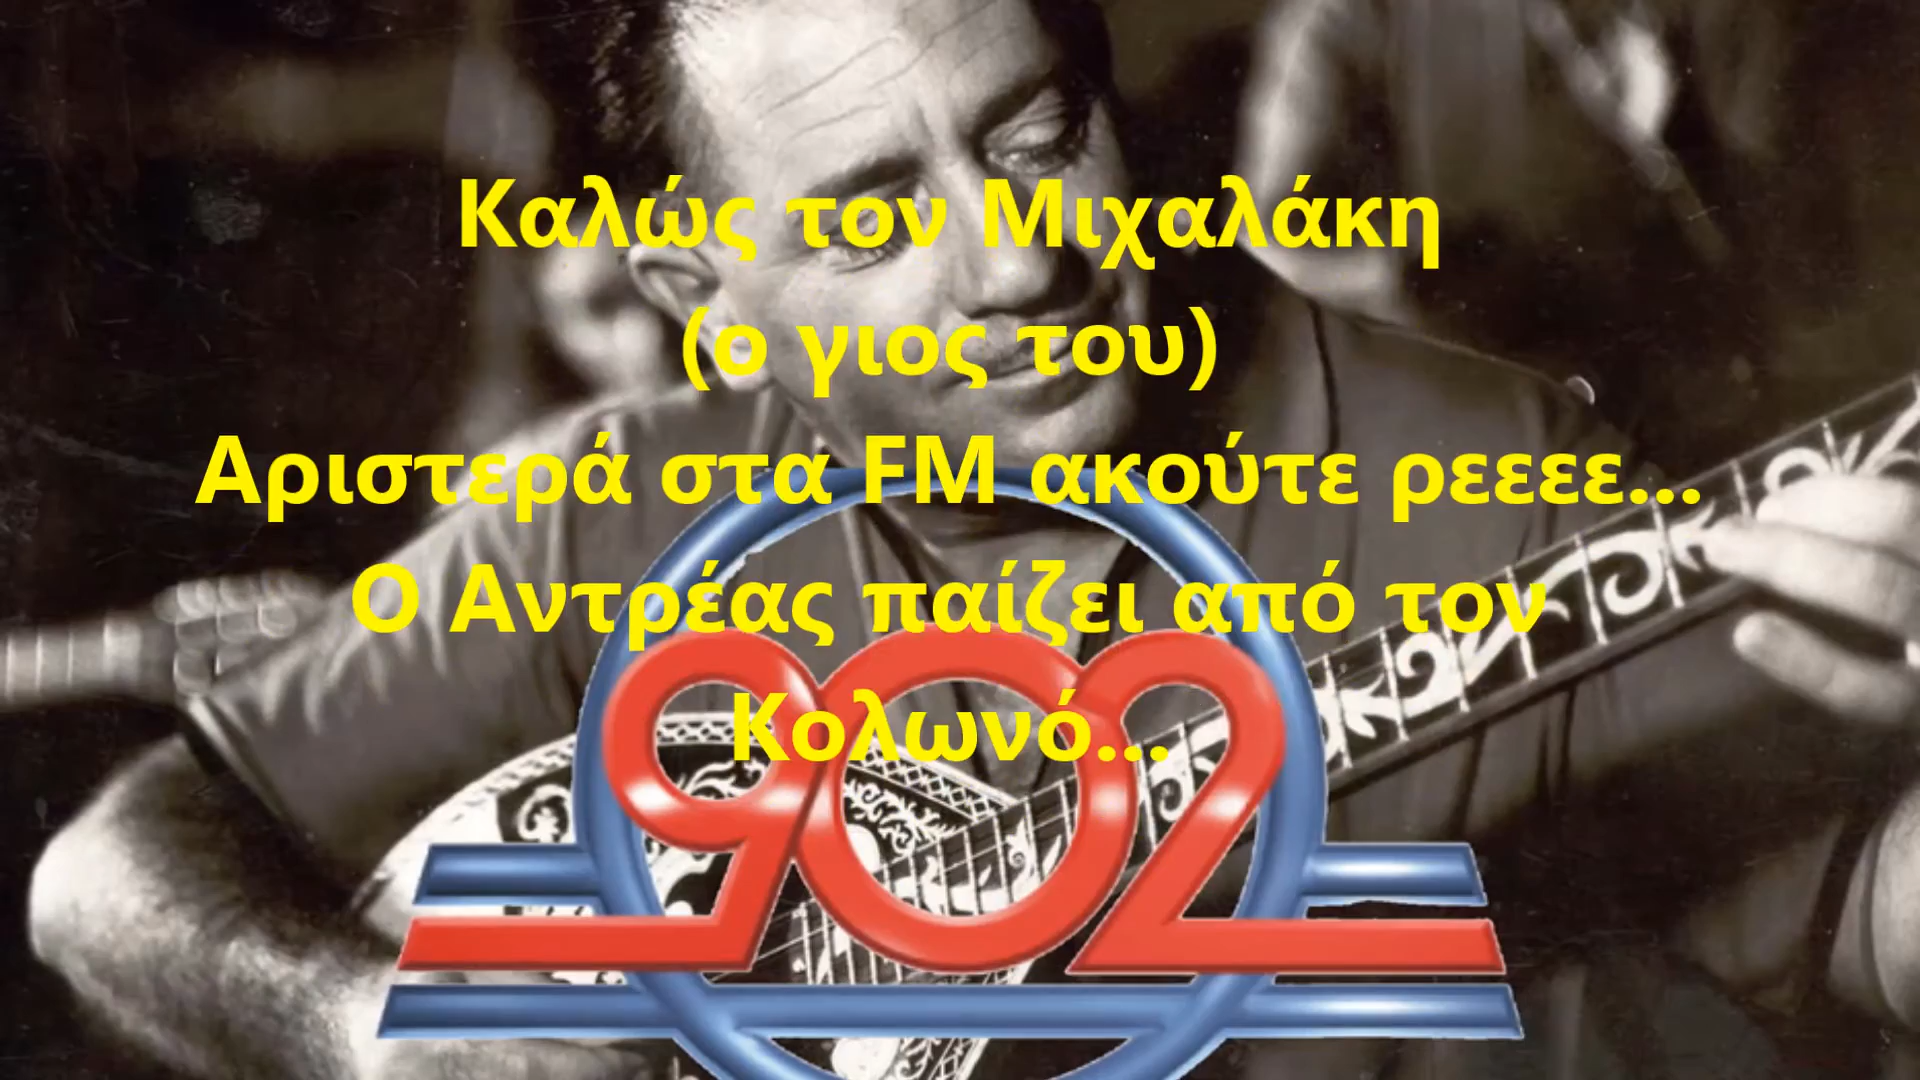 Καλώς τον Μιχαλάκη
(ο γιος του)
Αριστερά στα FM ακούτε ρεεεε...
Ο Αντρέας παίζει από τον
Κολωνό...
902